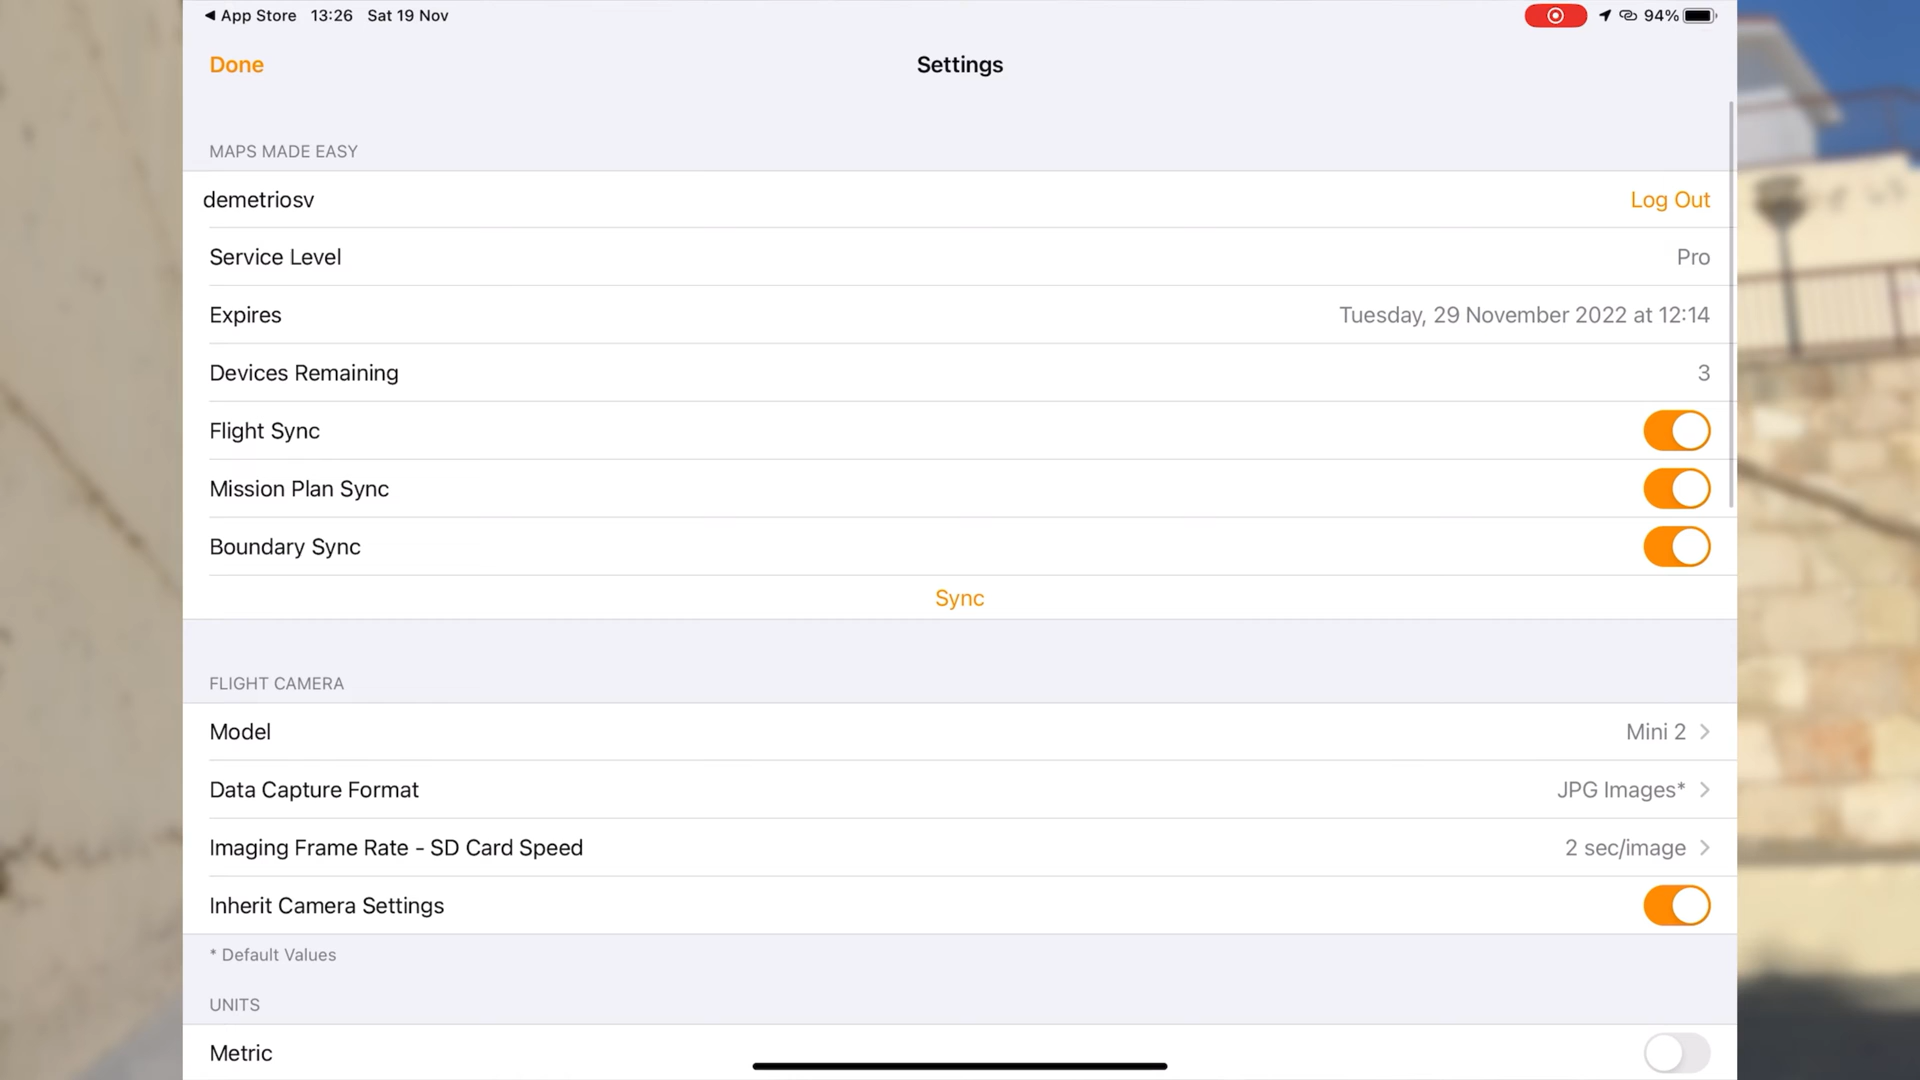 ◀ App Store 13:26 Sat 19 Nov 94%
Done Settings
MAPS MADE EASY
demetriosv Log Out
Service Level Pro
Expires Tuesday, 29 November 2022 at 12:14
Devices Remaining 3
Flight Sync
Mission Plan Sync
Boundary Sync
Sync
FLIGHT CAMERA
Model Mini 2
Data Capture Format JPG Images*
Imaging Frame Rate - SD Card Speed 2 sec/image
Inherit Camera Settings
* Default Values
UNITS
Metric